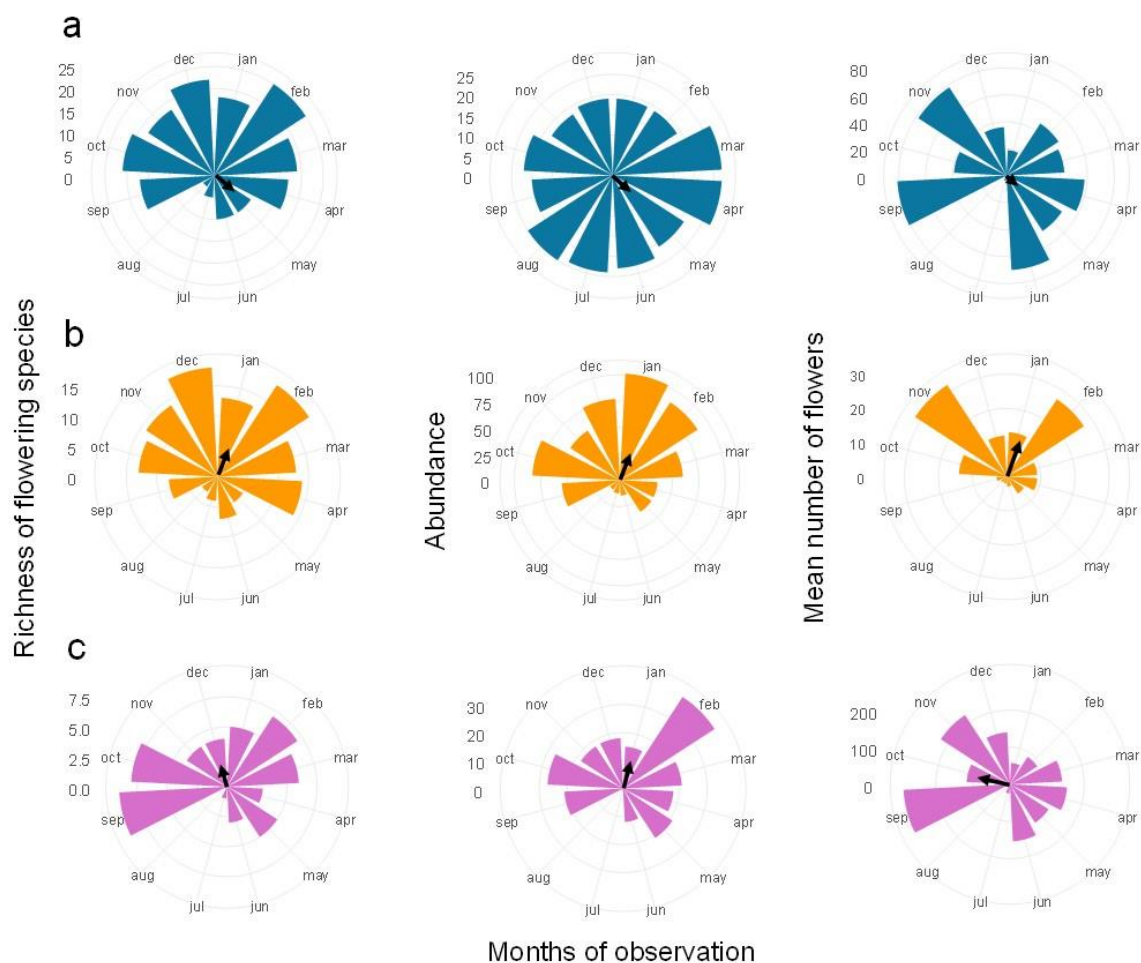 a
25
20
15
10
5
0
dec
jan
nov
feb
oct
mar
sep
apr
aug
may
jul
jun
25
20
15
10
5
0
dec
jan
nov
feb
oct
mar
sep
apr
aug
may
jul
jun
80
60
40
20
0
dec
jan
nov
feb
oct
mar
sep
apr
aug
may
jul
jun
Richness of flowering species
b
15
10
5
0
dec
jan
nov
feb
oct
mar
sep
apr
aug
may
jul
jun
Abundance
100
75
50
25
0
dec
jan
nov
feb
oct
mar
sep
apr
aug
may
jul
jun
Mean number of flowers
30
20
10
0
dec
jan
nov
feb
oct
mar
sep
apr
aug
may
jul
jun
c
7.5
5.0
2.5
0.0
dec
jan
nov
feb
oct
mar
sep
apr
aug
may
jul
jun
30
20
10
0
dec
jan
nov
feb
oct
mar
sep
apr
aug
may
jul
jun
200
100
0
dec
jan
nov
feb
oct
mar
sep
apr
aug
may
jul
jun
Months of observation